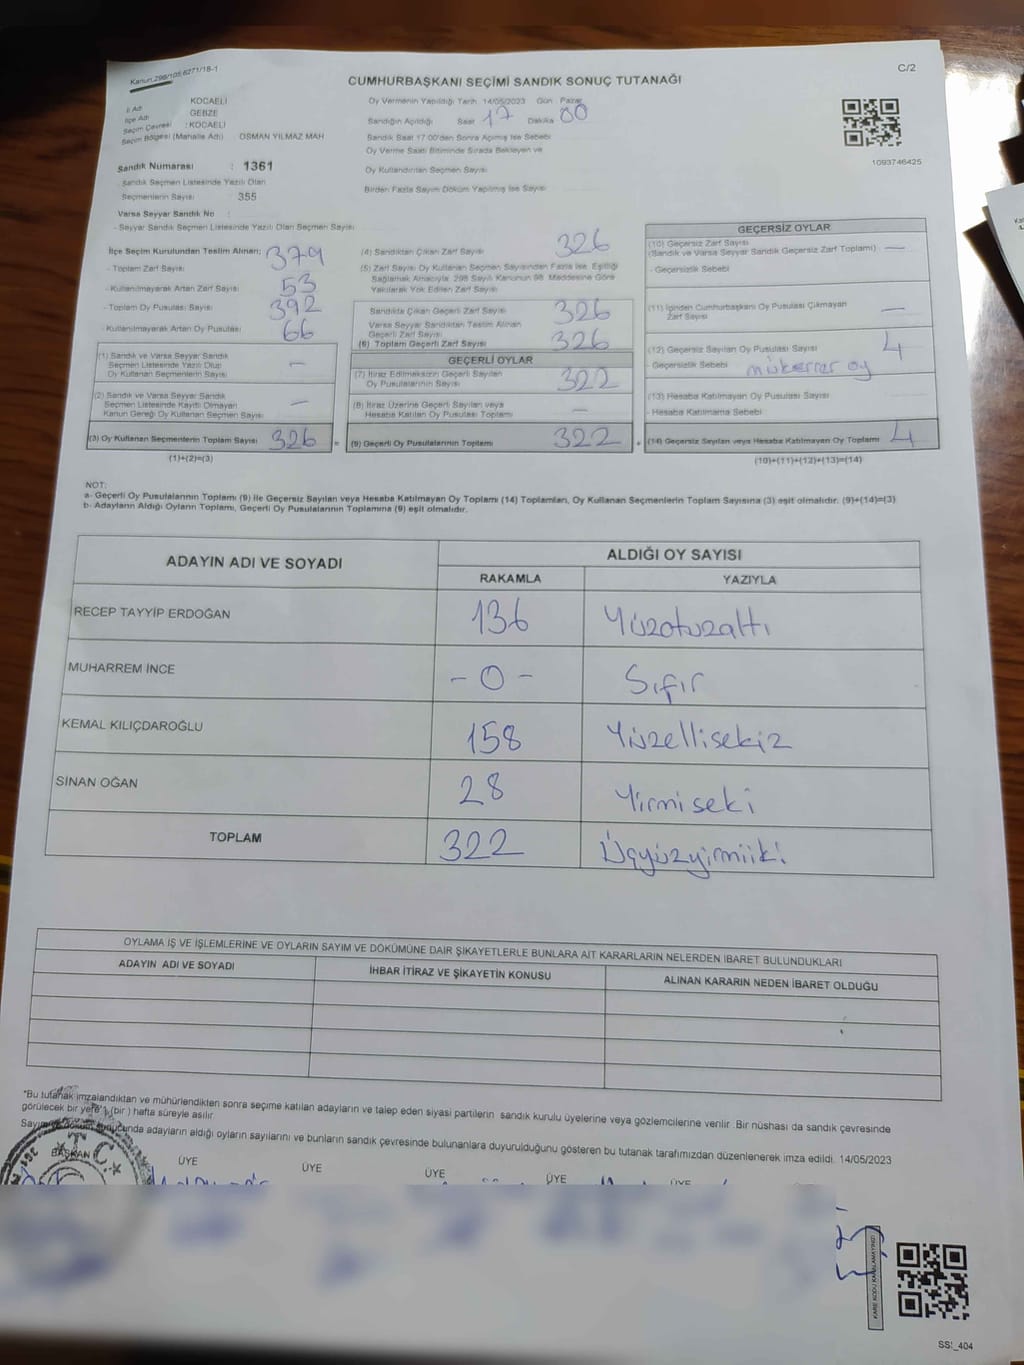 Kanun 298/105;6271/18-1
CUMHURBAŞKANI SEÇİMİ SANDIK SONUÇ TUTANAĞI
C/2
İl Adı KOCAELİ
İlçe Adı GEBZE
Seçim Çevresi : KOCAELİ
Seçim Bölgesi (Mahalle Adı) : OSMAN YILMAZ MAH
Sandık Numarası : 1361
- Sandık Seçmen Listesinde Yazılı Olan
Seçmenlerin Sayısı : 355
Varsa Seyyar Sandık No :
- Seyyar Sandık Seçmen Listesinde Yazılı Olan Seçmen Sayısı
Oy Vermenin Yapıldığı Tarih 14/05/2023 Gün : Pazar
Sandığın Açıldığı Saat 17 Dakika 00
Sandık Saat 17:00'den Sonra Açılmış İse Sebebi
Oy Verme Saati Bitiminde Sırada Bekleyen ve
Oy Kullandırılan Seçmen Sayısı
Birden Fazla Sayım Döküm Yapılmış İse Sayısı
1093746425
İlçe Seçim Kurulundan Teslim Alınan; 379
- Toplam Zarf Sayısı
- Kullanılmayarak Artan Zarf Sayısı 53
- Toplam Oy Pusulası Sayısı 392
- Kullanılmayarak Artan Oy Pusulası 66
(1) Sandık ve Varsa Seyyar Sandık
Seçmen Listesinde Yazılı Olup
Oy Kullanan Seçmenlerin Sayısı —
(2) Sandık ve Varsa Seyyar Sandık
Seçmen Listesinde Kayıtlı Olmayan
Kanun Gereği Oy Kullanan Seçmen Sayısı —
(3) Oy Kullanan Seçmenlerin Toplam Sayısı 326 =
(1)+(2)=(3)
(4) Sandıktan Çıkan Zarf Sayısı 326
(5) Zarf Sayısı Oy Kullanan Seçmen Sayısından Fazla İse, Eşitliği
Sağlamak Amacıyla; 298 Sayılı Kanunun 98. Maddesine Göre
Yakılarak Yok Edilen Zarf Sayısı
Sandıkta Çıkan Geçerli Zarf Sayısı 326
Varsa Seyyar Sandıktan Teslim Alınan
Geçerli Zarf Sayısı
(6) Toplam Geçerli Zarf Sayısı 326
GEÇERLİ OYLAR
(7) İtiraz Edilmeksizin Geçerli Sayılan
Oy Pusulalarının Sayısı 322
(8) İtiraz Üzerine Geçerli Sayılan veya
Hesaba Katılan Oy Pusulası Toplamı —
(9) Geçerli Oy Pusulalarının Toplamı 322 +
GEÇERSİZ OYLAR
(10) Geçersiz Zarf Sayısı
(Sandık ve Varsa Seyyar Sandık Geçersiz Zarf Toplamı) —
- Geçersizlik Sebebi
(11) İçinden Cumhurbaşkanı Oy Pusulası Çıkmayan
Zarf Sayısı —
(12) Geçersiz Sayılan Oy Pusulası Sayısı 4
- Geçersizlik Sebebi mükerrer oy
(13) Hesaba Katılmayan Oy Pusulası Sayısı
- Hesaba Katılmama Sebebi
(14) Geçersiz Sayılan veya Hesaba Katılmayan Oy Toplamı 4
(10)+(11)+(12)+(13)=(14)
NOT:
a- Geçerli Oy Pusulalarının Toplamı (9) ile Geçersiz Sayılan veya Hesaba Katılmayan Oy Toplamı (14) Toplamları, Oy Kullanan Seçmenlerin Toplam Sayısına (3) eşit olmalıdır. (9)+(14)=(3)
b- Adayların Aldığı Oyların Toplamı, Geçerli Oy Pusulalarının Toplamına (9) eşit olmalıdır.
ADAYIN ADI VE SOYADI
ALDIĞI OY SAYISI
RAKAMLA YAZIYLA
RECEP TAYYİP ERDOĞAN 136 Yüzotuzaltı
MUHARREM İNCE - 0 - Sıfır
KEMAL KILIÇDAROĞLU 158 Yüzellisekiz
SİNAN OĞAN 28 Yirmiseki
TOPLAM 322 Üçyüzyirmiiki
OYLAMA İŞ VE İŞLEMLERİNE VE OYLARIN SAYIM VE DÖKÜMÜNE DAİR ŞİKAYETLERLE BUNLARA AİT KARARLARIN NELERDEN İBARET BULUNDUKLARI
ADAYIN ADI VE SOYADI İHBAR İTİRAZ VE ŞİKAYETİN KONUSU ALINAN KARARIN NEDEN İBARET OLDUĞU
*Bu tutanak imzalandıktan ve mühürlendikten sonra seçime katılan adayların ve talep eden siyasi partilerin sandık kurulu üyelerine veya gözlemcilerine verilir. Bir nüshası da sandık çevresinde
görülecek bir yere 1 (bir) hafta süreyle asılır.
Sayım ve döküm sonucunda adayların aldığı oyların sayılarını ve bunların sandık çevresinde bulunanlara duyurulduğunu gösteren bu tutanak tarafımızdan düzenlenerek imza edildi. 14/05/2023
T.C.
BAŞKAN ÜYE ÜYE ÜYE ÜYE ÜYE
KARE KODU KARALAMAYINIZ!
SSI_404